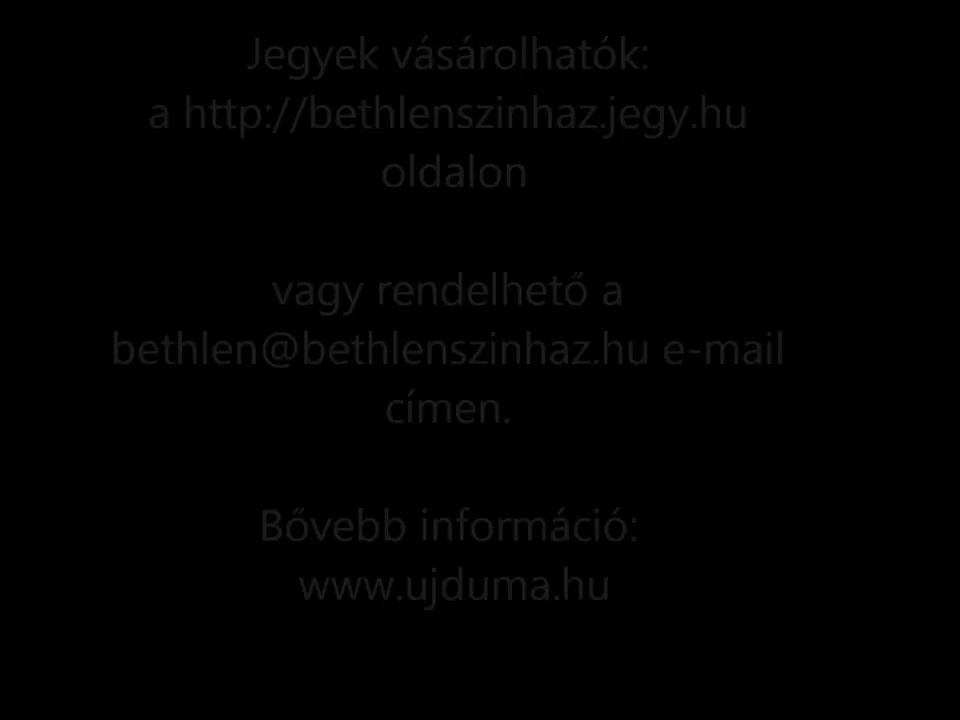 Jegyek vásárolhatók:
a http://bethlenszinhaz.jegy.hu
oldalon
vagy rendelhető a
bethlen@bethlenszinhaz.hu e-mail
címen.
Bővebb információ:
www.ujduma.hu